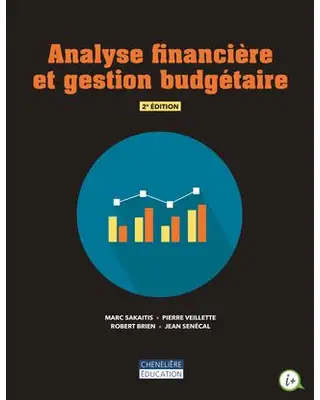 Analyse financière
et gestion budgétaire
2e ÉDITION
MARC SAKAITIS • PIERRE VEILLETTE
ROBERT BRIEN • JEAN SENÉCAL
CHENELIÈRE
ÉDUCATION
i+